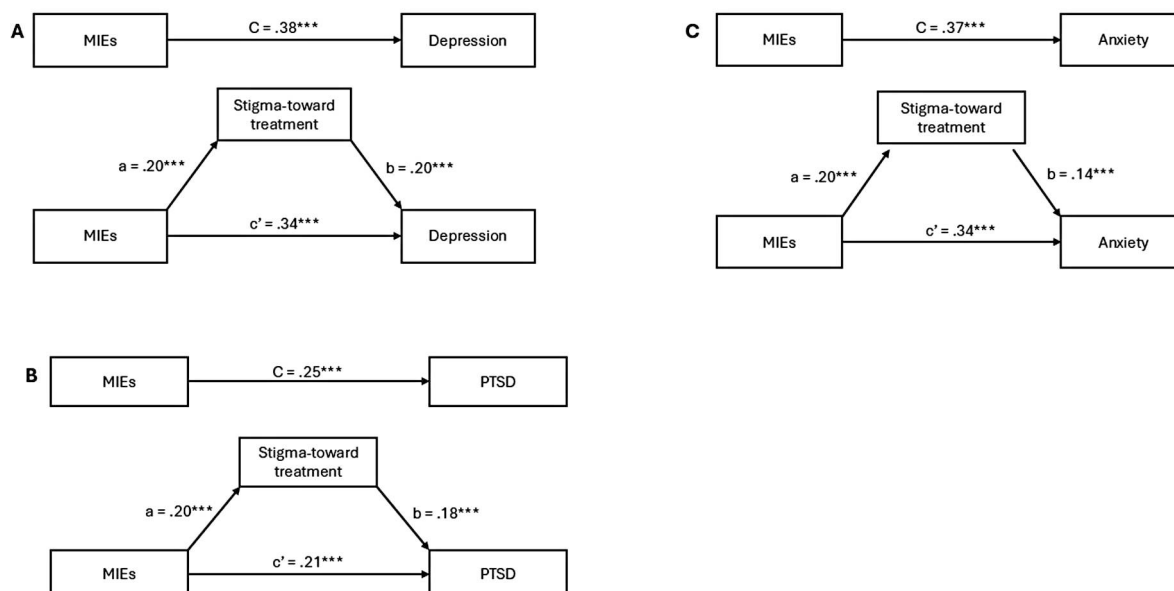 A
MIEs
C = .38***
Depression
Stigma-toward
treatment
a = .20***
b = .20***
MIEs
c’ = .34***
Depression
B
MIEs
C = .25***
PTSD
Stigma-toward
treatment
a = .20***
b = .18***
MIEs
c’ = .21***
PTSD
C
MIEs
C = .37***
Anxiety
Stigma-toward
treatment
a = .20***
b = .14***
MIEs
c’ = .34***
Anxiety